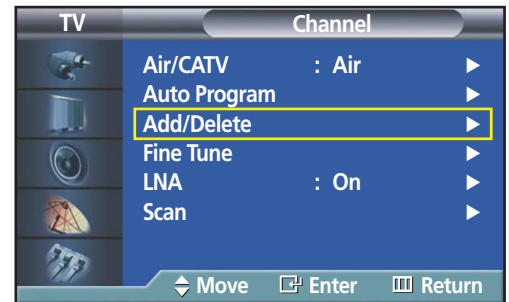 TV Channel
Air/CATV : Air
Auto Program
Add/Delete
Fine Tune
LNA : On
Scan
Move Enter Return